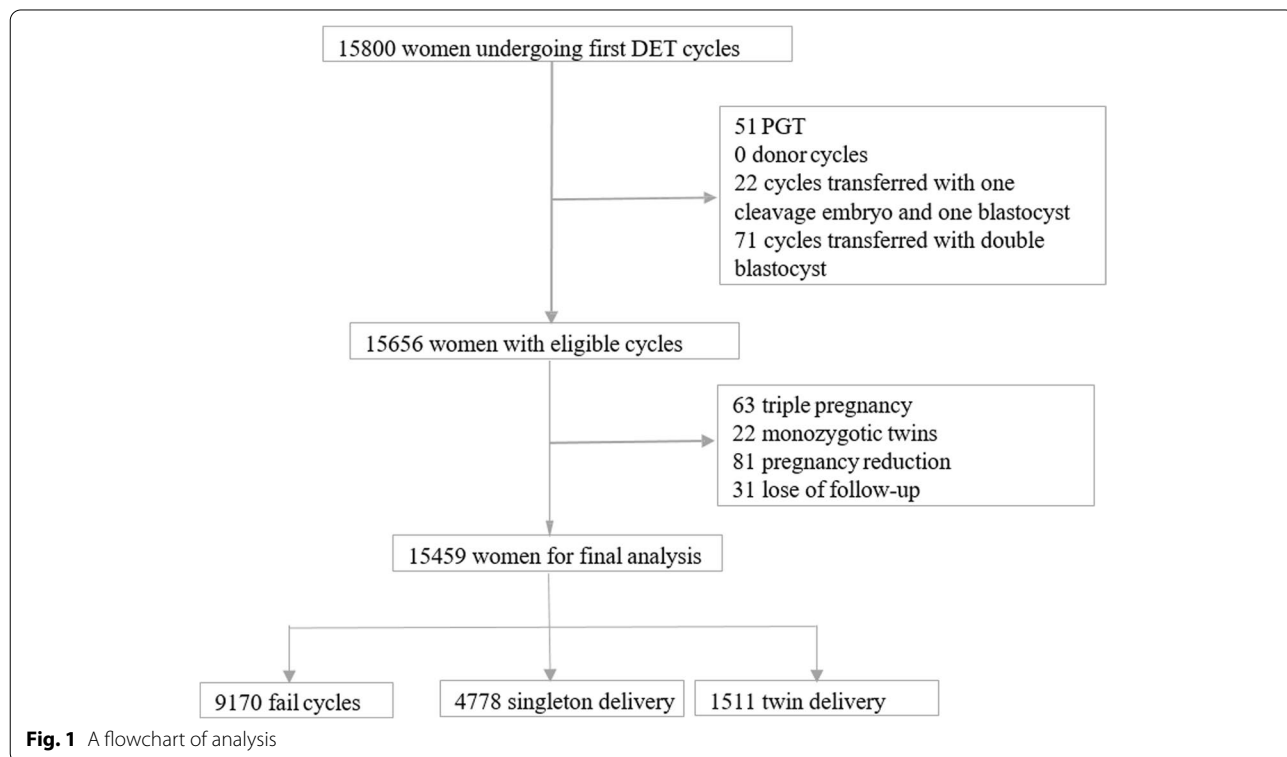 15800 women undergoing first DET cycles
51 PGT
0 donor cycles
22 cycles transferred with one
cleavage embryo and one blastocyst
71 cycles transferred with double
blastocyst
15656 women with eligible cycles
63 triple pregnancy
22 monozygotic twins
81 pregnancy reduction
31 lose of follow-up
15459 women for final analysis
9170 fail cycles
4778 singleton delivery
1511 twin delivery
Fig. 1 A flowchart of analysis